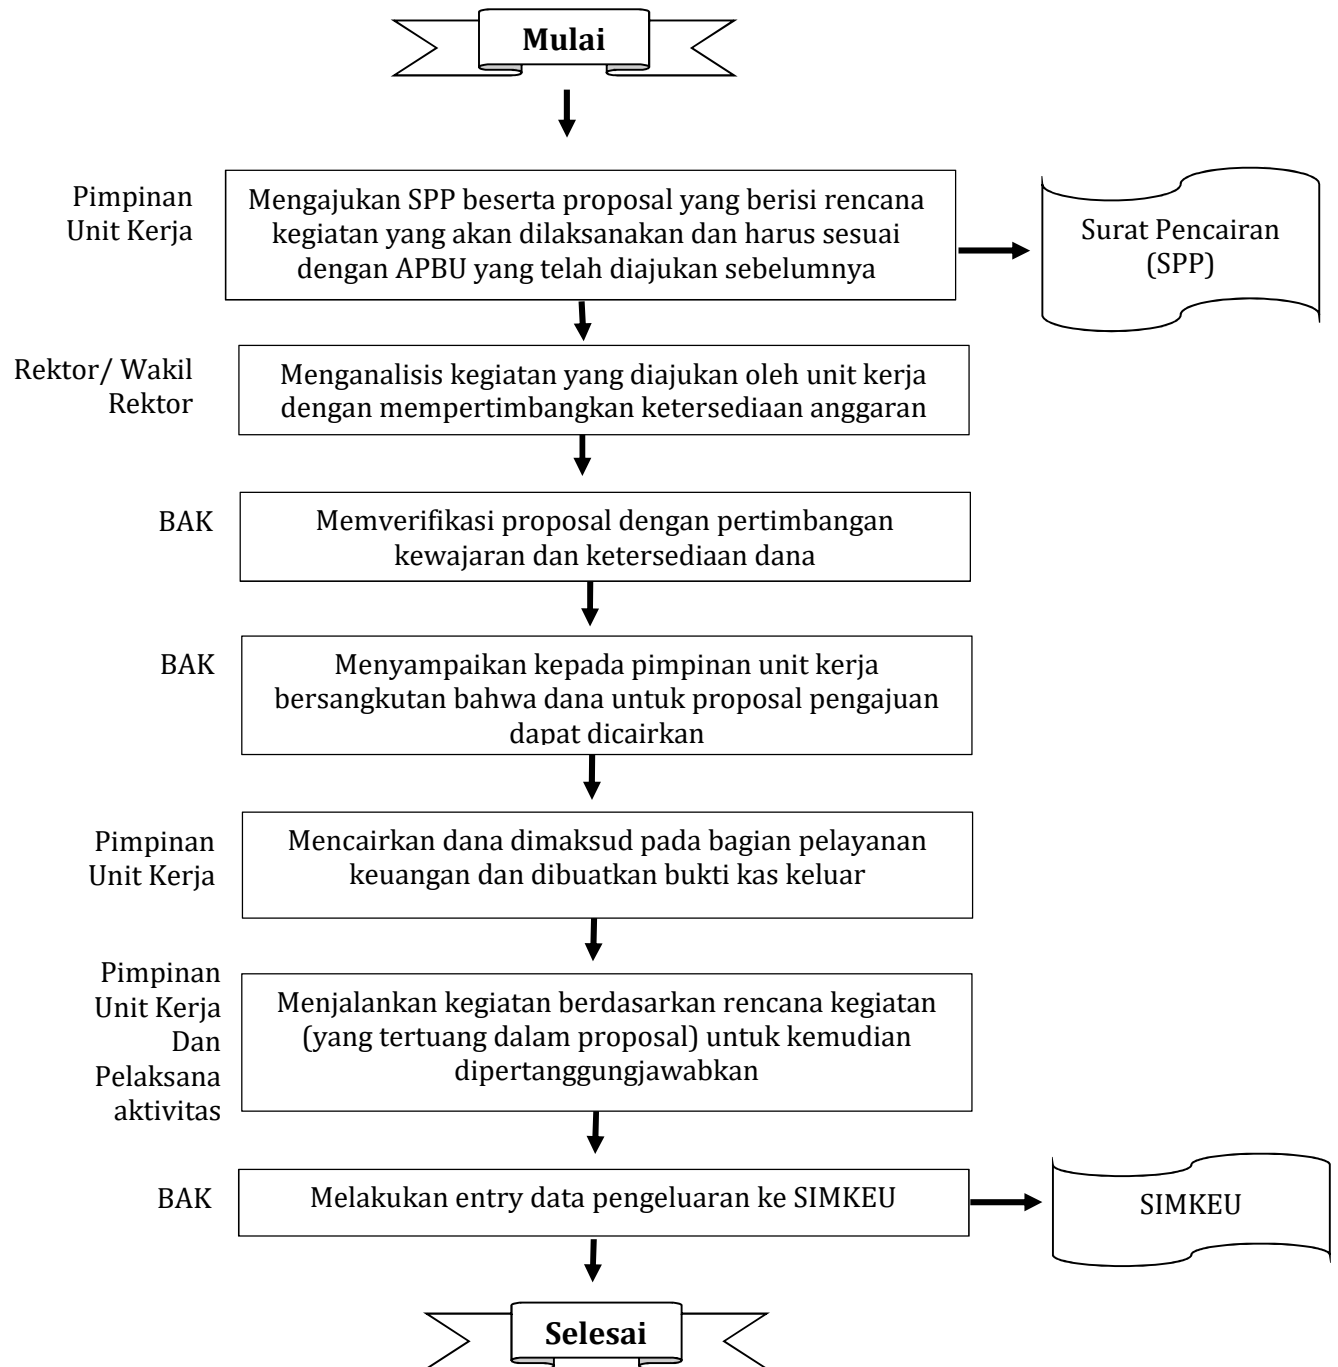 Mulai
Pimpinan
Unit Kerja
Mengajukan SPP beserta proposal yang berisi rencana
kegiatan yang akan dilaksanakan dan harus sesuai
dengan APBU yang telah diajukan sebelumnya
Surat Pencairan
(SPP)
Rektor/ Wakil
Rektor
Menganalisis kegiatan yang diajukan oleh unit kerja
dengan mempertimbangkan ketersediaan anggaran
BAK
Memverifikasi proposal dengan pertimbangan
kewajaran dan ketersediaan dana
BAK
Menyampaikan kepada pimpinan unit kerja
bersangkutan bahwa dana untuk proposal pengajuan
dapat dicairkan
Pimpinan
Unit Kerja
Mencairkan dana dimaksud pada bagian pelayanan
keuangan dan dibuatkan bukti kas keluar
Pimpinan
Unit Kerja
Dan
Pelaksana
aktivitas
Menjalankan kegiatan berdasarkan rencana kegiatan
(yang tertuang dalam proposal) untuk kemudian
dipertanggungjawabkan
BAK
Melakukan entry data pengeluaran ke SIMKEU
SIMKEU
Selesai